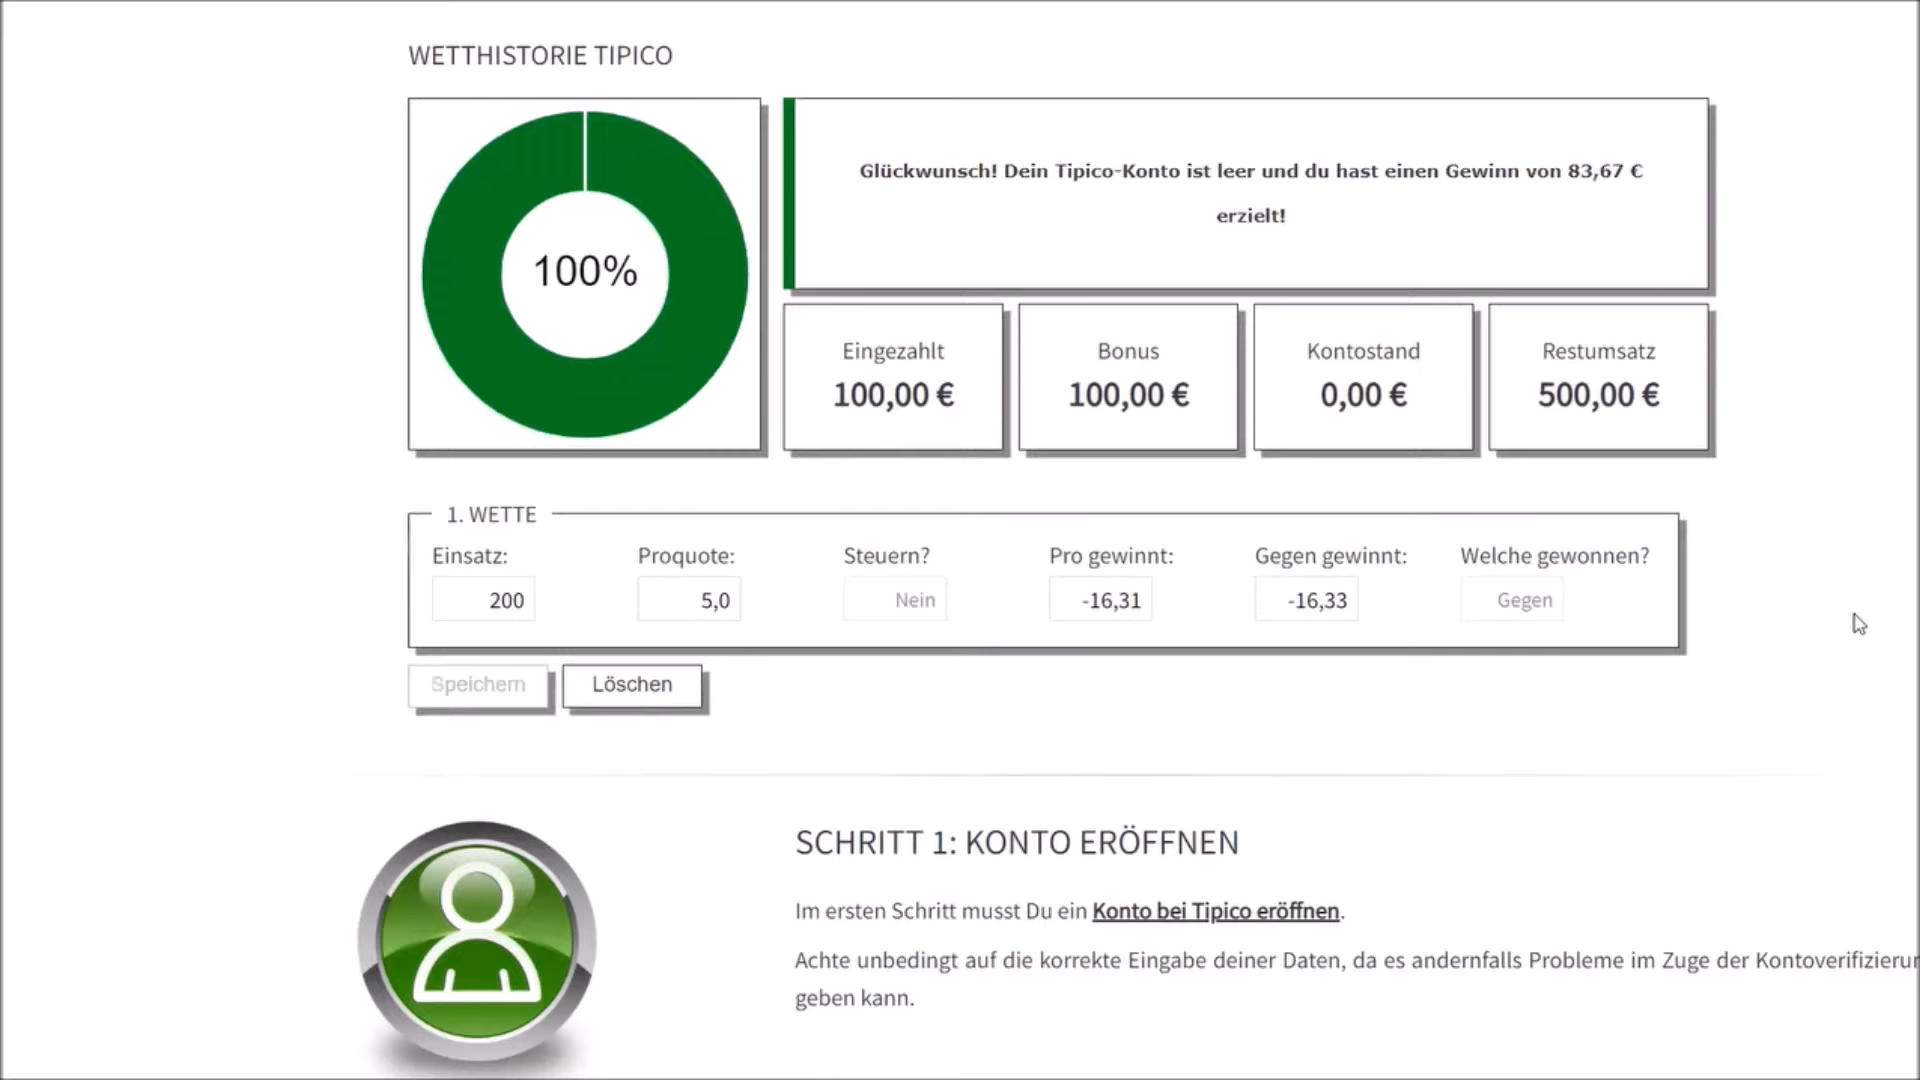 WETTHISTORIE TIPICO
100%
Glückwunsch! Dein Tipico-Konto ist leer und du hast einen Gewinn von 83,67 €
erzielt!
Eingezahlt
100,00 €
Bonus
100,00 €
Kontostand
0,00 €
Restumsatz
500,00 €
1. WETTE
Einsatz: Proquote: Steuern? Pro gewinnt: Gegen gewinnt: Welche gewonnen?
200 5,0 Nein -16,31 -16,33 Gegen
Speichern Löschen
SCHRITT 1: KONTO ERÖFFNEN
Im ersten Schritt musst Du ein Konto bei Tipico eröffnen.
Achte unbedingt auf die korrekte Eingabe deiner Daten, da es andernfalls Probleme im Zuge der Kontoverifizierun
geben kann.